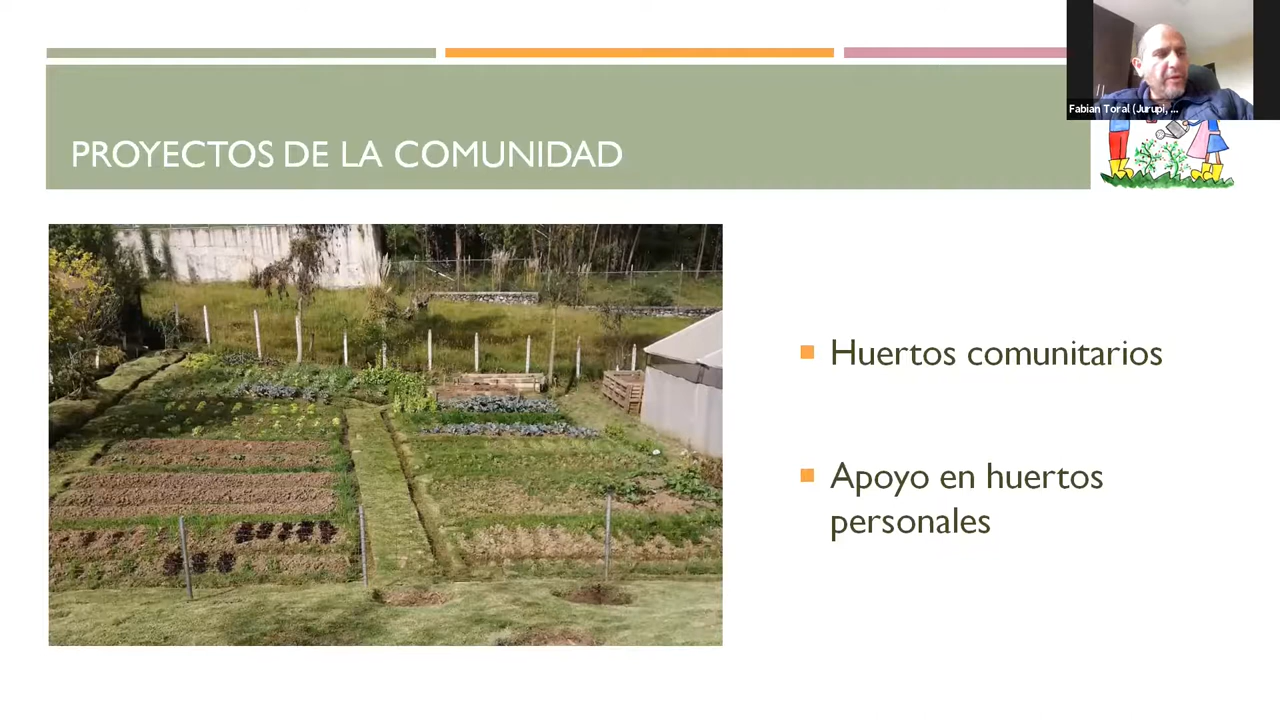 Fabian Toral (Jurupi, ...
PROYECTOS DE LA COMUNIDAD
Huertos comunitarios
Apoyo en huertos
personales